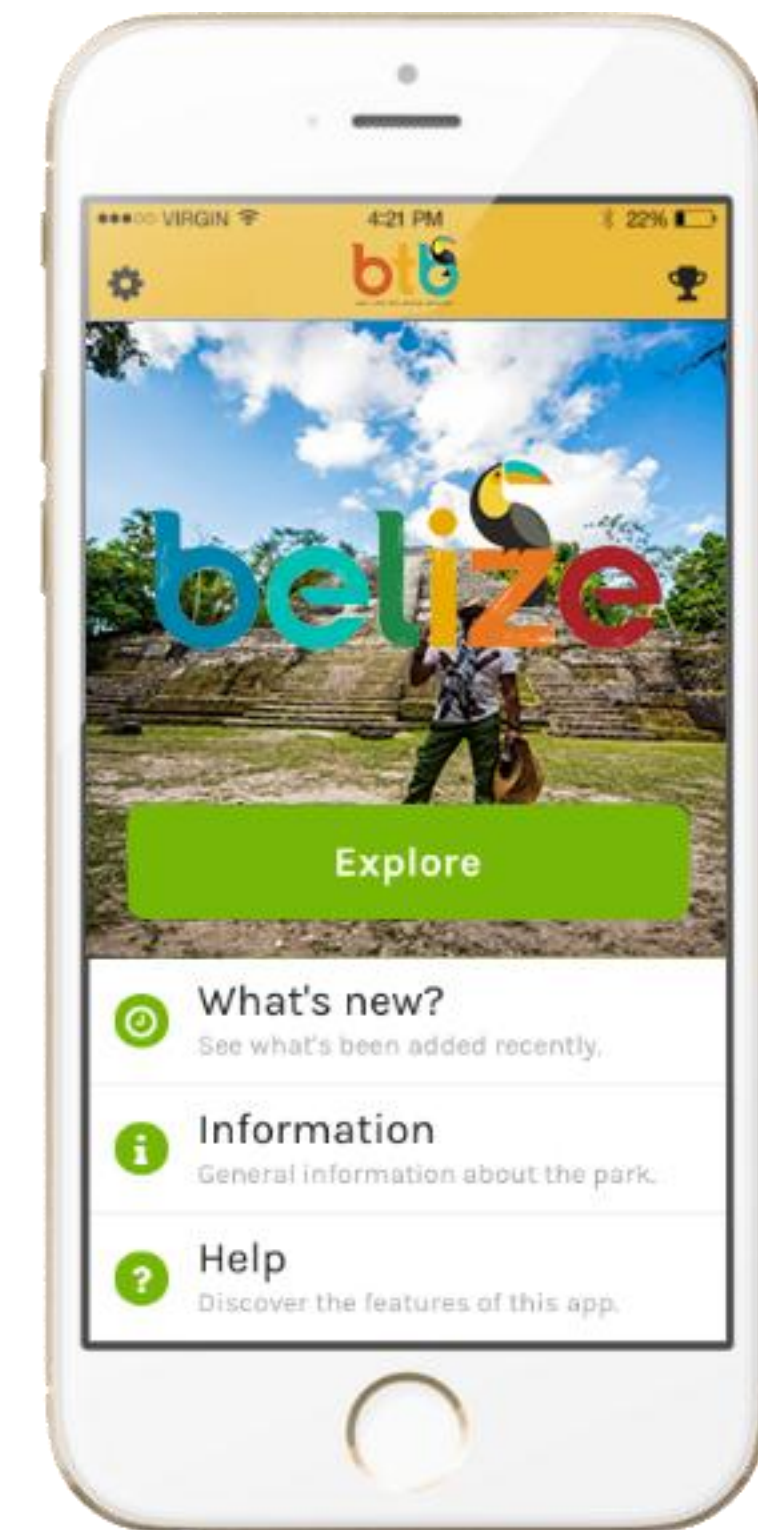 VIRGIN 4:21 PM 22%
btb
belize
Explore
What's new?
See what's been added recently.
Information
General information about the park.
Help
Discover the features of this app.